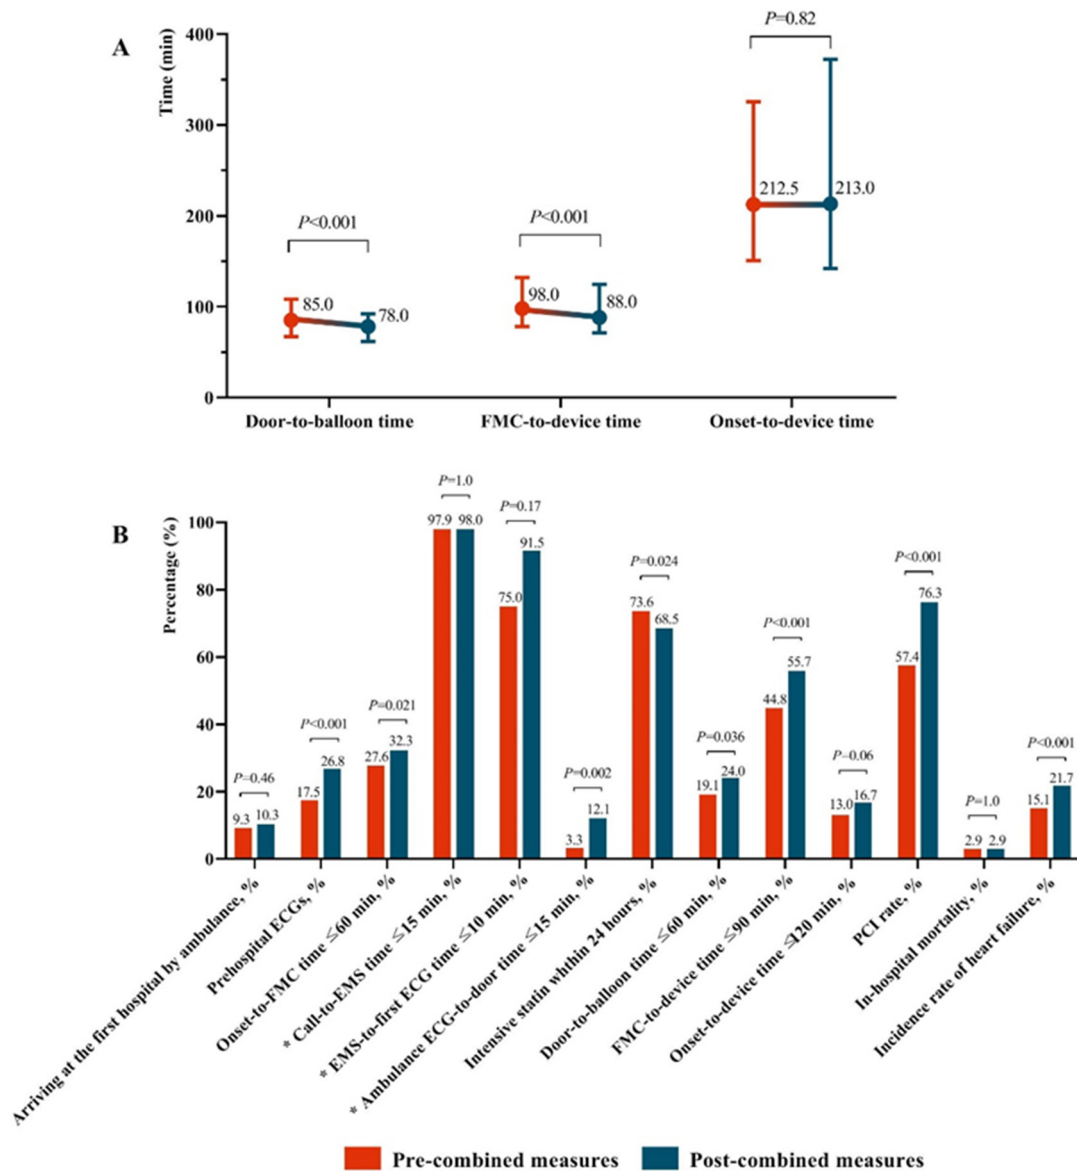 A
Time (min)
400
300
200
100
0
P<0.001
85.0
78.0
P<0.001
98.0
88.0
P=0.82
212.5
213.0
Door-to-balloon time
FMC-to-device time
Onset-to-device time
B
Percentage (%)
100
80
60
40
20
0
P=0.46
9.3
10.3
P<0.001
17.5
26.8
P=0.021
27.6
32.3
P=1.0
97.9
98.0
P=0.17
75.0
91.5
P=0.002
3.3
12.1
P=0.024
73.6
68.5
P=0.036
19.1
24.0
P<0.001
44.8
55.7
P=0.06
13.0
16.7
P<0.001
57.4
76.3
P=1.0
2.9
2.9
P<0.001
15.1
21.7
Arriving at the first hospital by ambulance, %
Prehospital ECGs, %
Onset-to-FMC time ≤60 min, %
* Call-to-EMS time ≤15 min, %
* EMS-to-first ECG time ≤10 min, %
* Ambulance ECG-to-door time ≤15 min, %
Intensive statin whthin 24 hours, %
Door-to-balloon time ≤60 min, %
FMC-to-device time ≤90 min, %
Onset-to-device time ≤120 min, %
PCI rate, %
In-hospital mortality, %
Incidence rate of heart failure, %
Pre-combined measures
Post-combined measures